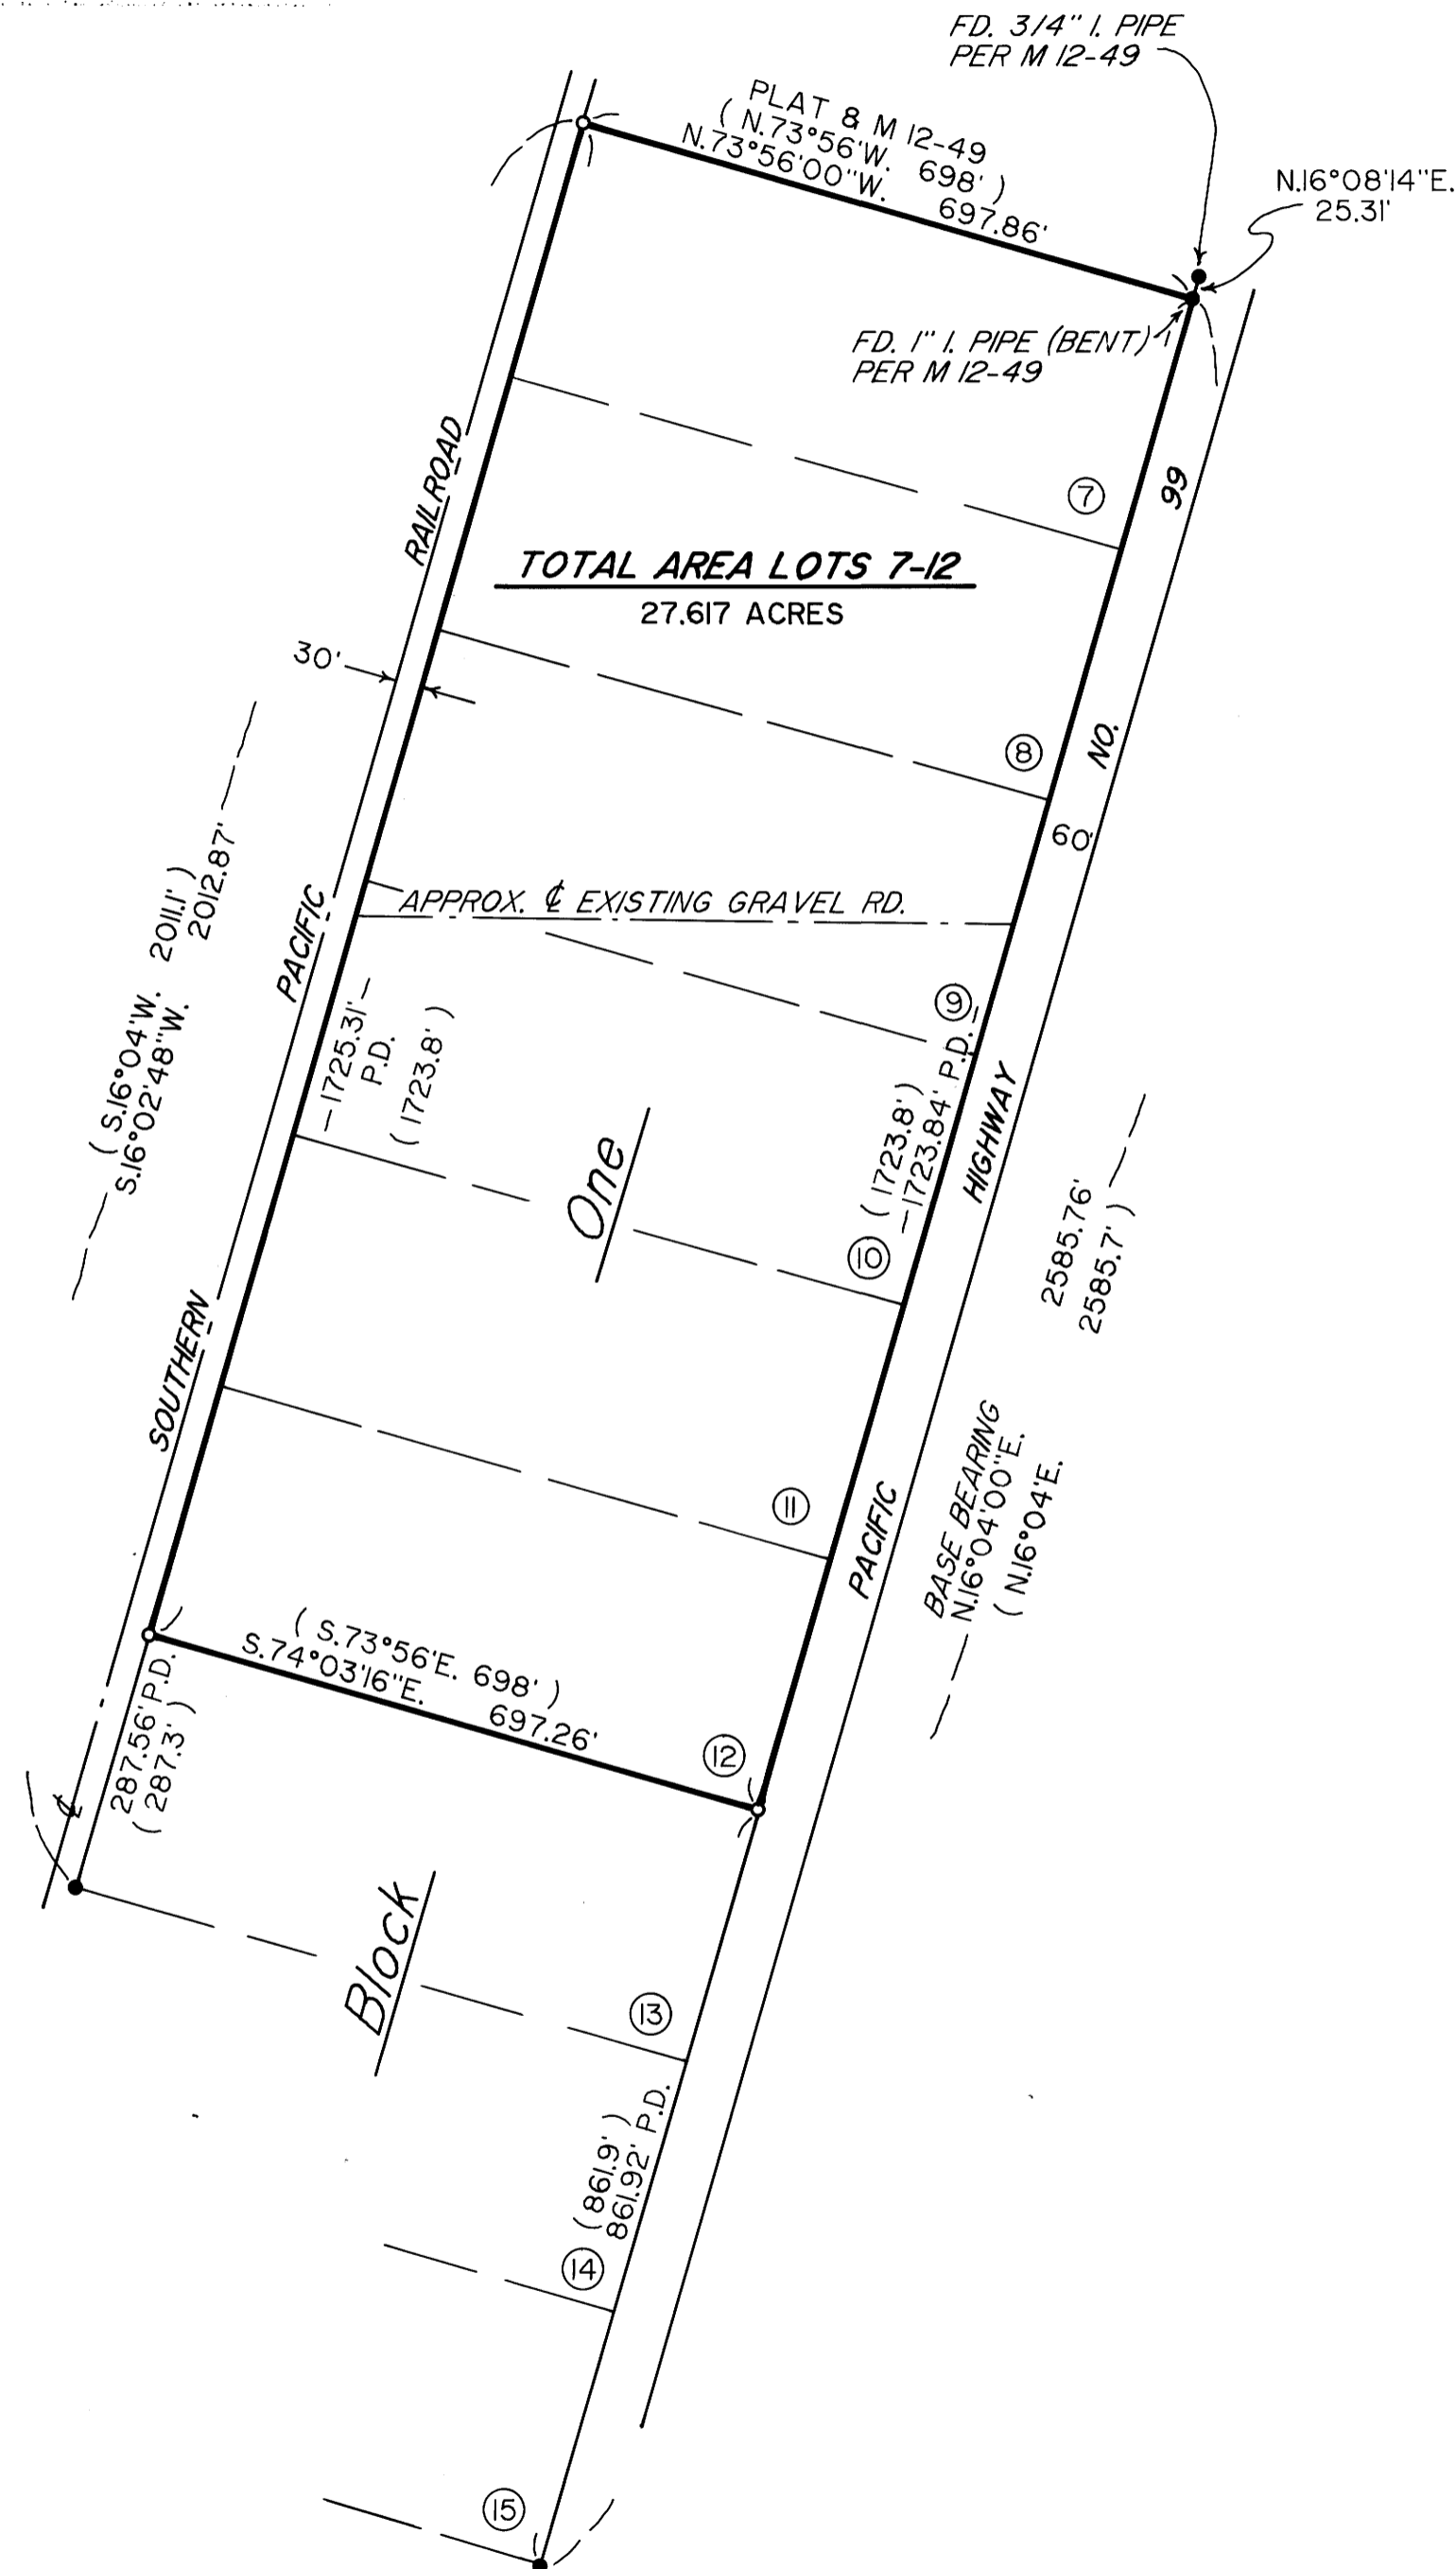 FD. 3/4" I. PIPE
PER M 12-49
PLAT & M 12-49
( N.73°56'W. 698' )
N.73°56'00"W. 697.86'
N.16°08'14"E.
25.31'
FD. 1" I. PIPE (BENT)
PER M 12-49
RAILROAD
7
99
TOTAL AREA LOTS 7-12
27.617 ACRES
30'
8
NO.
60'
APPROX. ℄ EXISTING GRAVEL RD.
( S.16°04'W. 2011.1' )
S.16°02'48"W. 2012.87'
PACIFIC
1725.31'
P.D.
( 1723.8' )
9
( 1723.8' )
1723.84' P.D.
One
HIGHWAY
10
2585.76'
2585.7' )
SOUTHERN
11
PACIFIC
BASE BEARING
N.16°04'00"E.
( N.16°04'E.
( S.73°56'E. 698' )
S.74°03'16"E. 697.26'
287.56' P.D.
( 287.3' )
12
℄
Block
13
( 861.9' )
861.92' P.D.
14
15